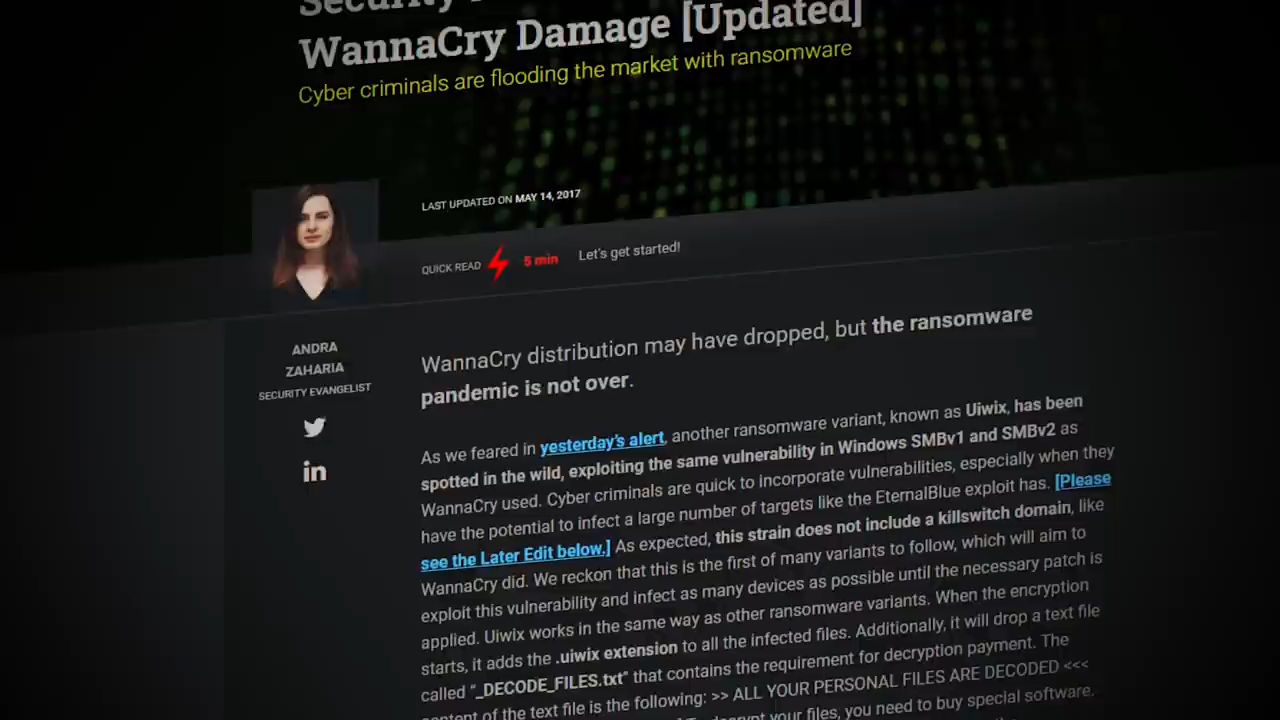 Security
WannaCry Damage [Updated]
Cyber criminals are flooding the market with ransomware
LAST UPDATED ON MAY 14, 2017
QUICK READ 5 min Let's get started!
ANDRA
ZAHARIA
SECURITY EVANGELIST
in
WannaCry distribution may have dropped, but the ransomware
pandemic is not over.
As we feared in yesterday's alert, another ransomware variant, known as Uiwix, has been
spotted in the wild, exploiting the same vulnerability in Windows SMBv1 and SMBv2 as
WannaCry used. Cyber criminals are quick to incorporate vulnerabilities, especially when they
have the potential to infect a large number of targets like the EternalBlue exploit has. [Please
see the Later Edit below.] As expected, this strain does not include a killswitch domain, like
WannaCry did. We reckon that this is the first of many variants to follow, which will aim to
exploit this vulnerability and infect as many devices as possible until the necessary patch is
applied. Uiwix works in the same way as other ransomware variants. When the encryption
starts, it adds the .uiwix extension to all the infected files. Additionally, it will drop a text file
called "_DECODE_FILES.txt" that contains the requirement for decryption payment. The
content of the text file is the following: >> ALL YOUR PERSONAL FILES ARE DECODED <<<
your files, you need to buy special software.